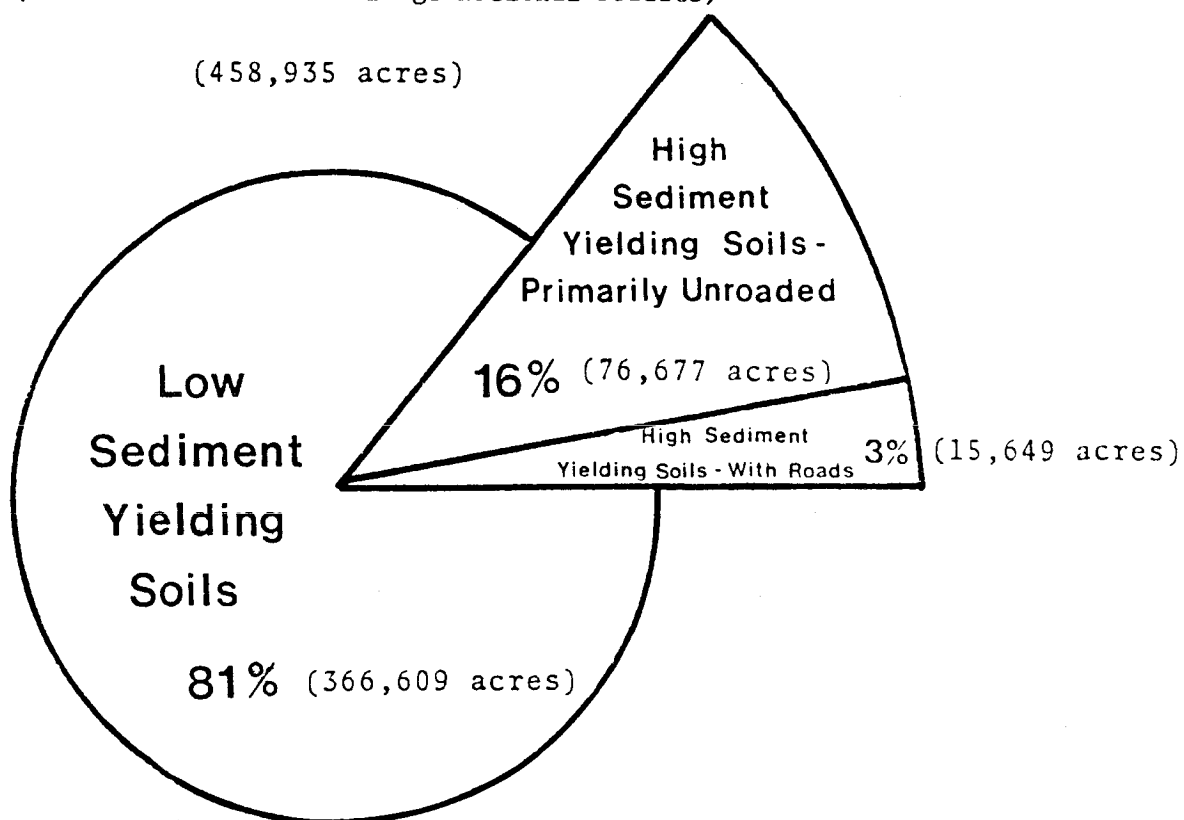 (458,935 acres)
High
Sediment
Yielding Soils -
Primarily Unroaded
16% (76,677 acres)
High Sediment
Yielding Soils - With Roads
3% (15,649 acres)
Low
Sediment
Yielding
Soils
81% (366,609 acres)